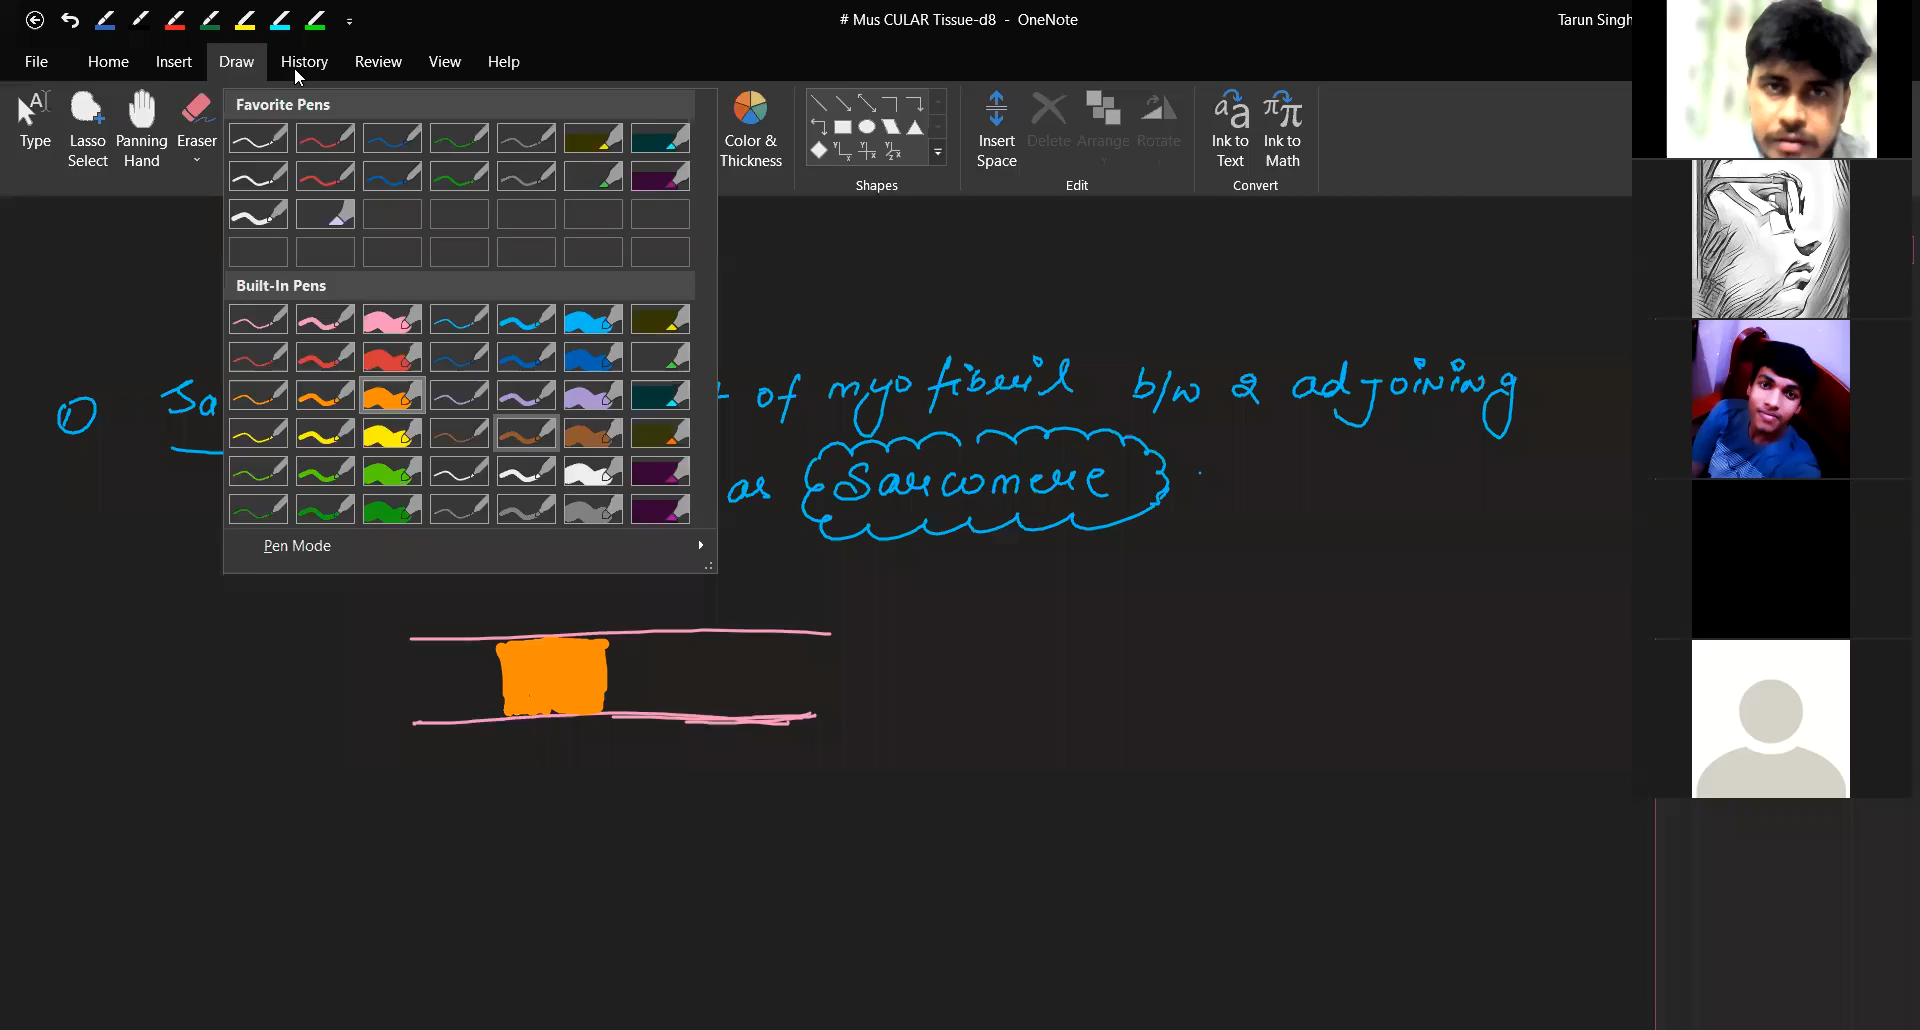 # Mus CULAR Tissue-d8 - OneNote
Tarun Singh
File Home Insert Draw History Review View Help
Type
Lasso Select
Panning Hand
Eraser
Favorite Pens
Built-In Pens
Pen Mode
Color & Thickness
Shapes
Insert Space
Delete
Arrange
Rotate
Edit
Ink to Text
Ink to Math
Convert
① Sa
of myofibril b/w 2 adjoining
as Sarcomere